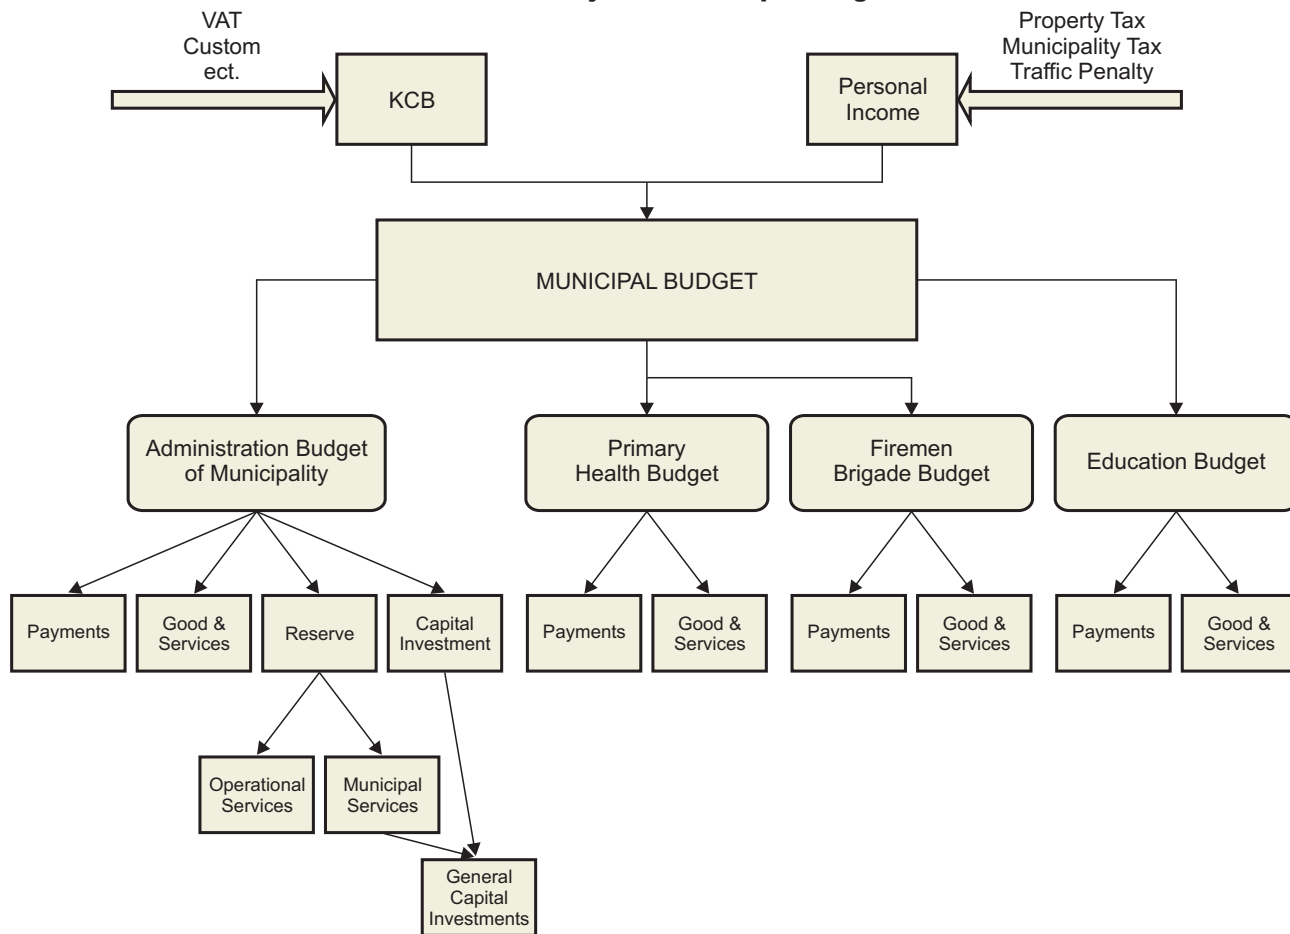 VAT
Custom
ect.
Property Tax
Municipality Tax
Traffic Penalty
KCB
Personal
Income
MUNICIPAL BUDGET
Administration Budget
of Municipality
Primary
Health Budget
Firemen
Brigade Budget
Education Budget
Payments
Good &
Services
Reserve
Capital
Investment
Payments
Good &
Services
Payments
Good &
Services
Payments
Good &
Services
Operational
Services
Municipal
Services
General
Capital
Investments